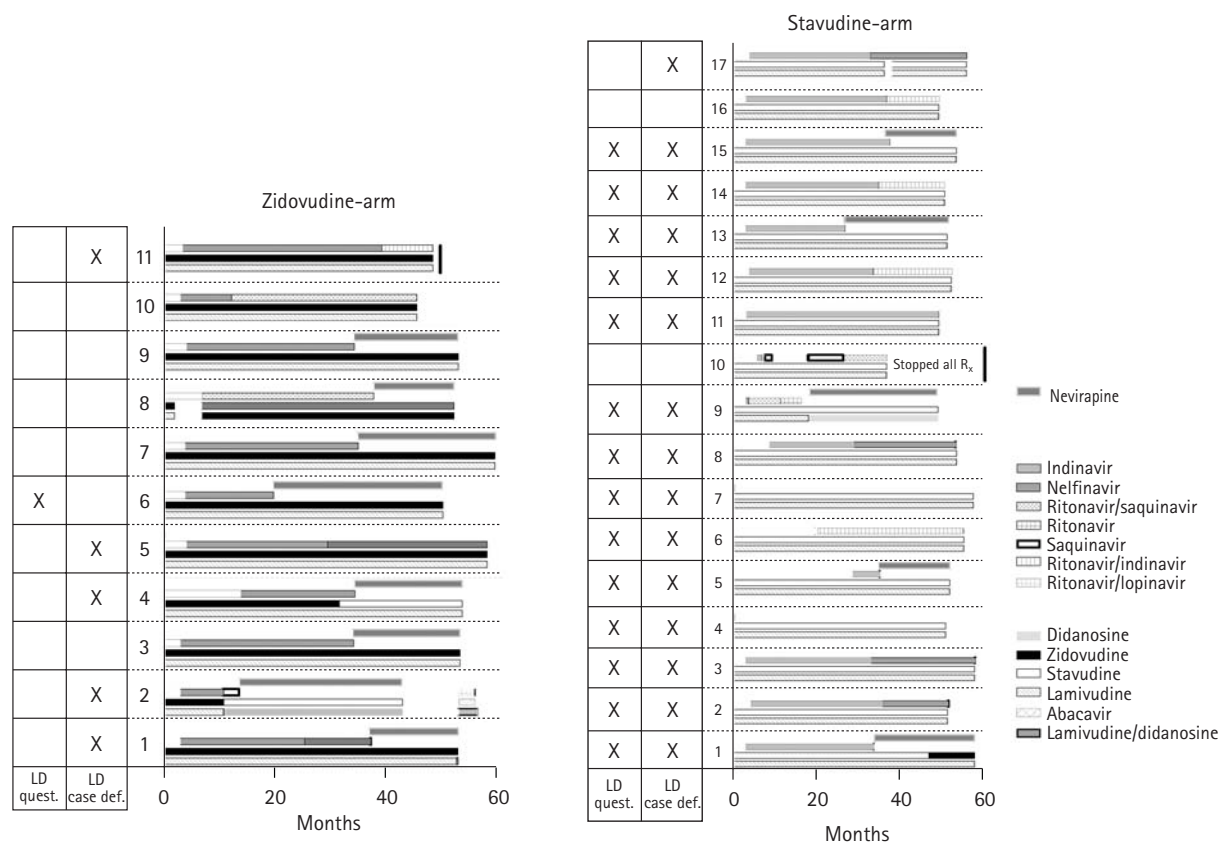 Zidovudine-arm
X 11
10
9
8
7
X 6
X 5
X 4
3
X 2
X 1
LD quest.
LD case def.
0 20 40 60
Months
Stavudine-arm
X 17
16
X X 15
X X 14
X X 13
X X 12
X X 11
10 Stopped all Rx
X X 9
X X 8
X X 7
X X 6
X X 5
X X 4
X X 3
X X 2
X X 1
LD quest.
LD case def.
0 20 40 60
Months
Nevirapine
Indinavir
Nelfinavir
Ritonavir/saquinavir
Ritonavir
Saquinavir
Ritonavir/indinavir
Ritonavir/lopinavir
Didanosine
Zidovudine
Stavudine
Lamivudine
Abacavir
Lamivudine/didanosine